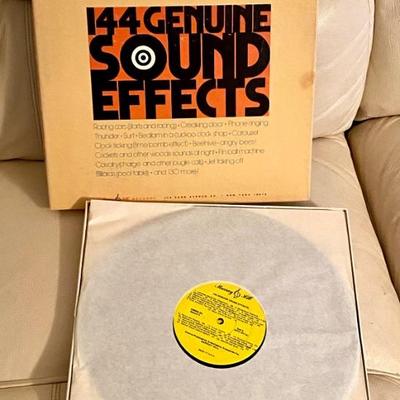 144 GENUINE
SOUND
EFFECTS
Racing cars (starts and racing) • Creaking door • Phone ringing
Thunder • Surf • Bedlam in a cuckoo clock shop • Carousel
Clock ticking (time bomb effect) • Beehive-angry bees!
Crickets and other woods sounds at night • Pin ball machine
Cavalry charge and other bugle calls • Jet taking off
Billiards (pool table) • and 130 more!
Murray Hill